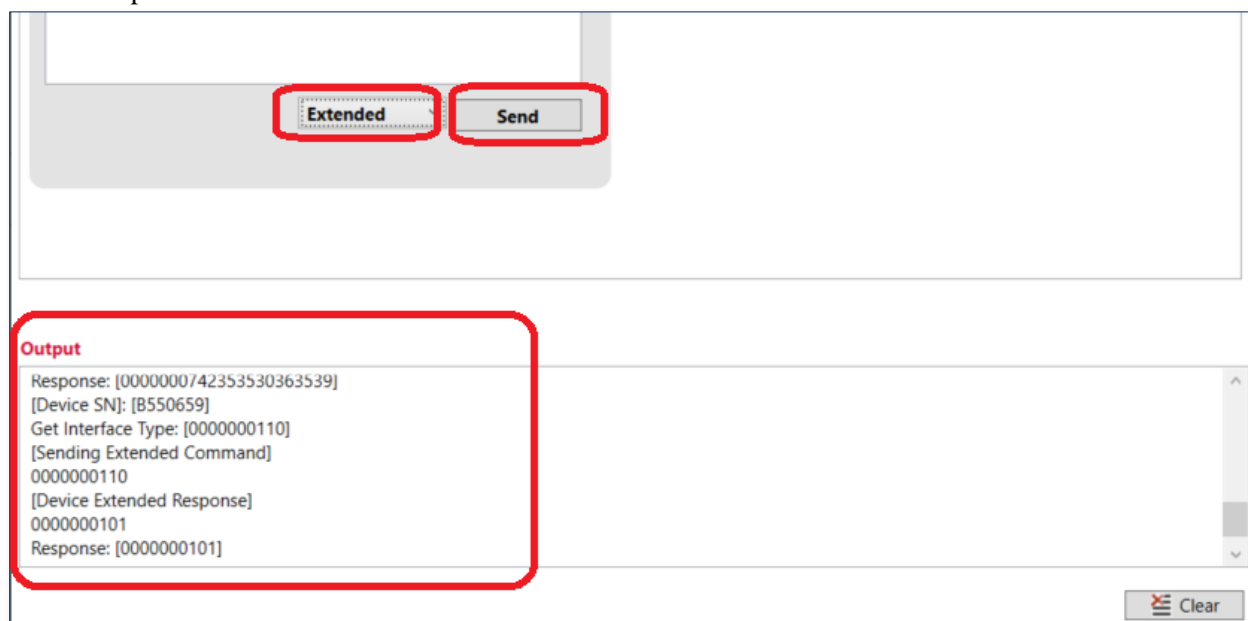 Extended
Send
Output
Response: [0000000742353530363539]
[Device SN]: [B550659]
Get Interface Type: [0000000110]
[Sending Extended Command]
0000000110
[Device Extended Response]
0000000101
Response: [0000000101]
Clear